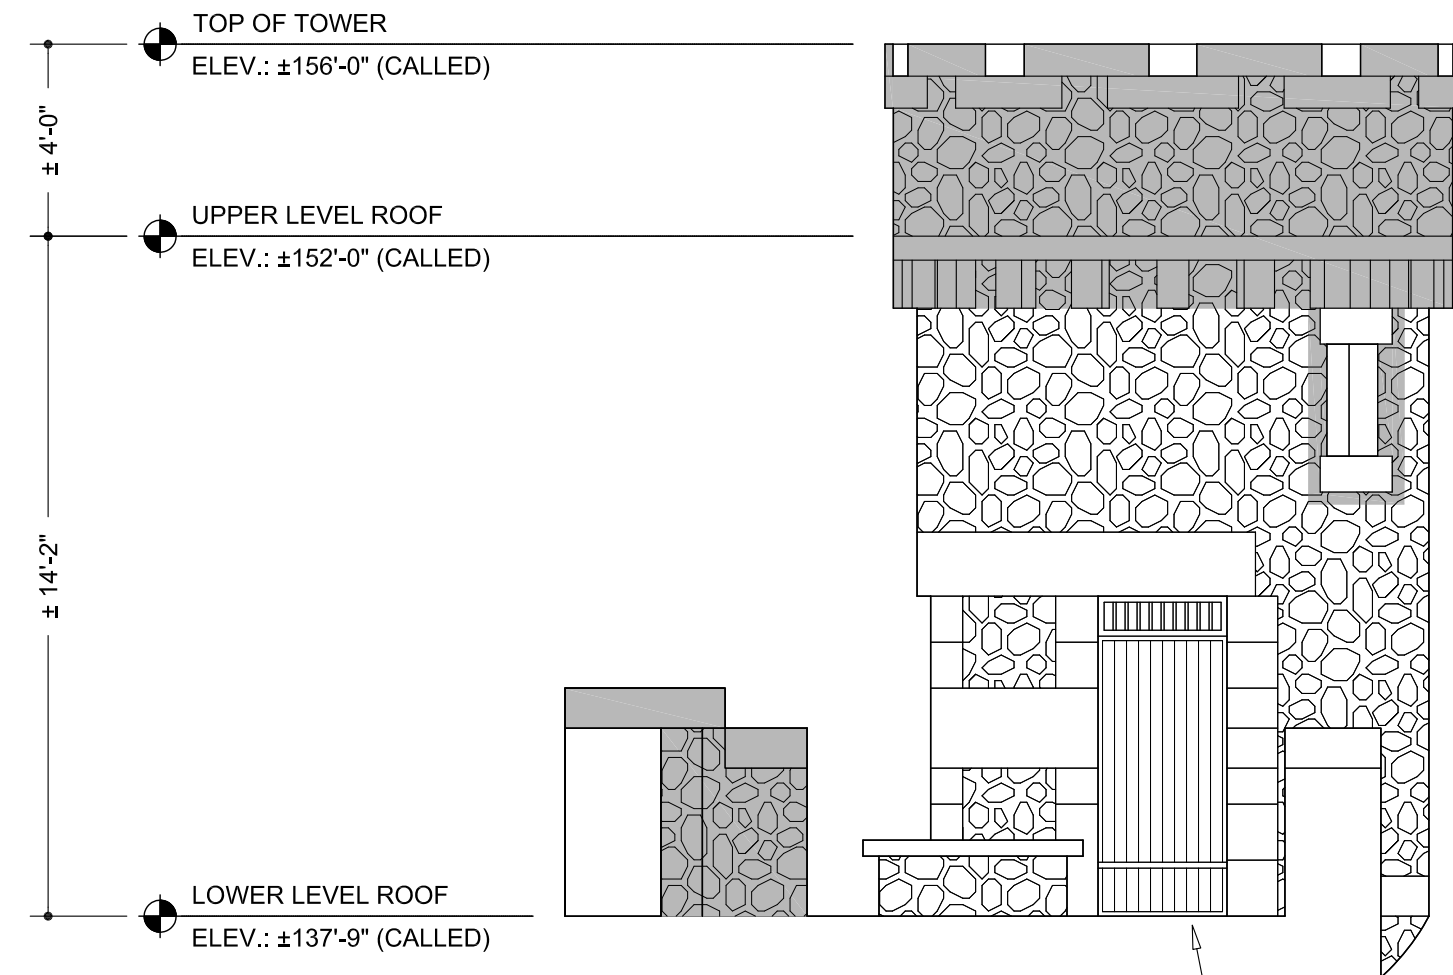 TOP OF TOWER
ELEV.: ±156'-0" (CALLED)
± 4'-0"
UPPER LEVEL ROOF
ELEV.: ±152'-0" (CALLED)
± 14'-2"
LOWER LEVEL ROOF
ELEV.: ±137'-9" (CALLED)